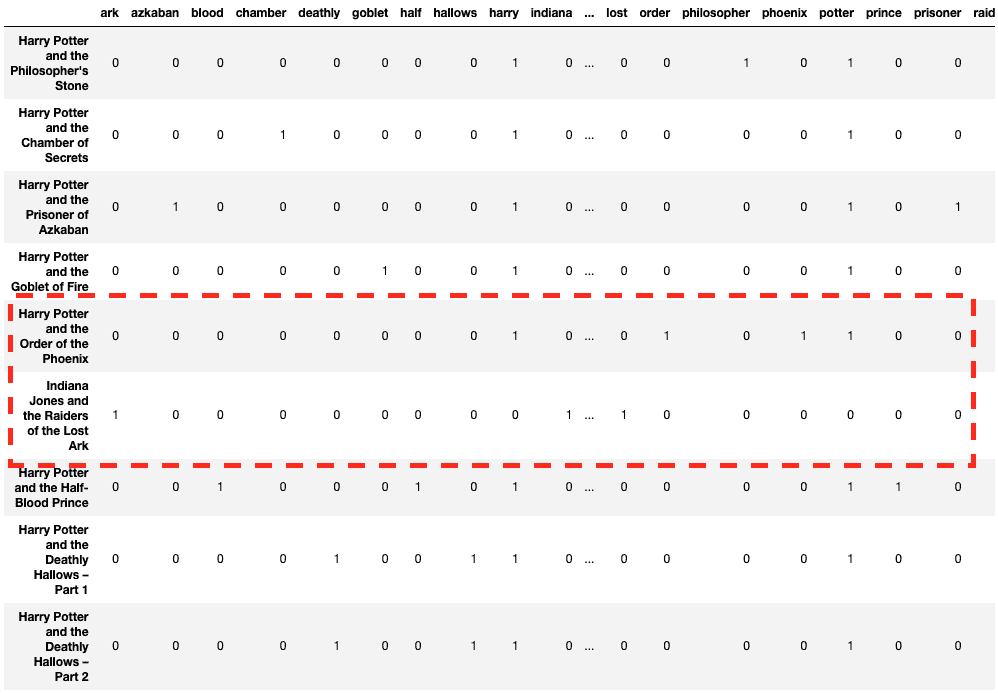 ark azkaban blood chamber deathly goblet half hallows harry indiana ... lost order philosopher phoenix potter prince prisoner raid
Harry Potter
and the
Philosopher's
Stone
0 0 0 0 0 0 0 0 1 0 ... 0 0 1 0 1 0 0
Harry Potter
and the
Chamber of
Secrets
0 0 0 1 0 0 0 0 1 0 ... 0 0 0 0 1 0 0
Harry Potter
and the
Prisoner of
Azkaban
0 1 0 0 0 0 0 0 1 0 ... 0 0 0 0 1 0 1
Harry Potter
and the
Goblet of Fire
0 0 0 0 0 1 0 0 1 0 ... 0 0 0 0 1 0 0
Harry Potter
and the
Order of the
Phoenix
0 0 0 0 0 0 0 0 1 0 ... 0 1 0 1 1 0 0
Indiana
Jones and
the Raiders
of the Lost
Ark
1 0 0 0 0 0 0 0 0 1 ... 1 0 0 0 0 0 0
Harry Potter
and the Half-
Blood Prince
0 0 1 0 0 0 1 0 1 0 ... 0 0 0 0 1 1 0
Harry Potter
and the
Deathly
Hallows –
Part 1
0 0 0 0 1 0 0 1 1 0 ... 0 0 0 0 1 0 0
Harry Potter
and the
Deathly
Hallows –
Part 2
0 0 0 0 1 0 0 1 1 0 ... 0 0 0 0 1 0 0